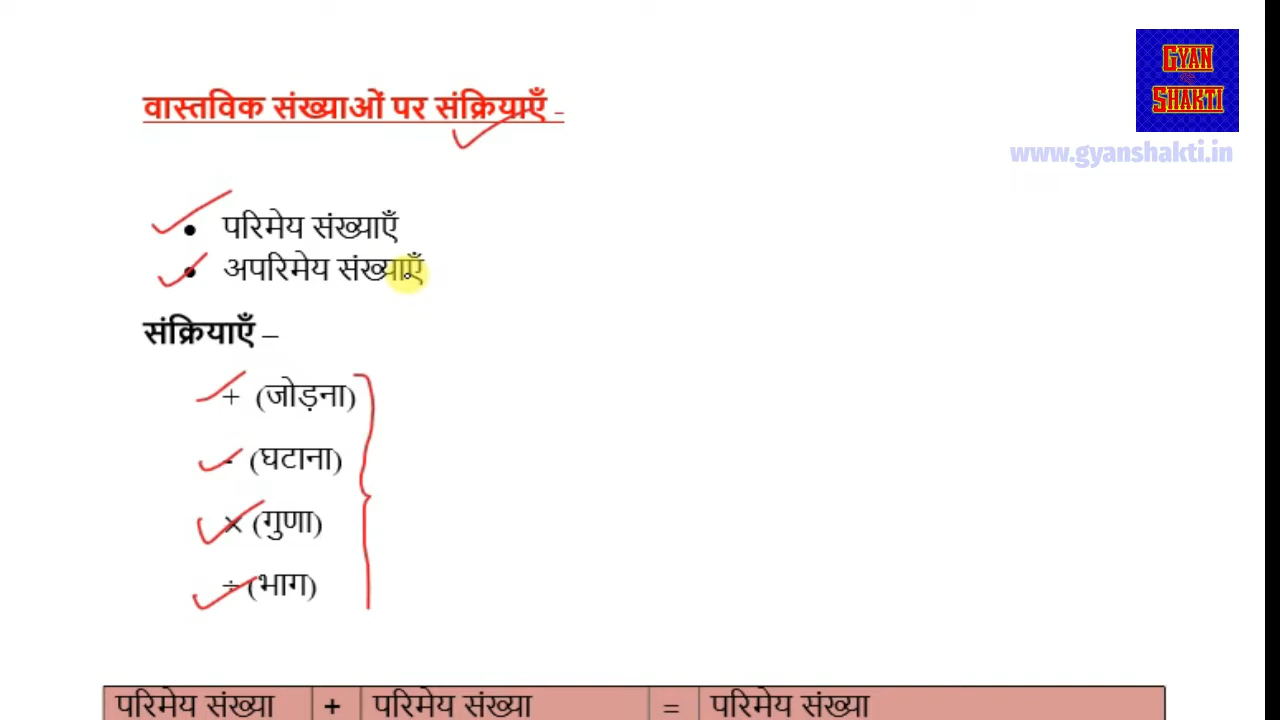 GYAN
SHAKTI
www.gyanshakti.in
वास्तविक संख्याओं पर संक्रियाएँ -
• परिमेय संख्याएँ
• अपरिमेय संख्याएँ
संक्रियाएँ –
+ (जोड़ना)
- (घटाना)
× (गुणा)
÷ (भाग)
परिमेय संख्या + परिमेय संख्या = परिमेय संख्या